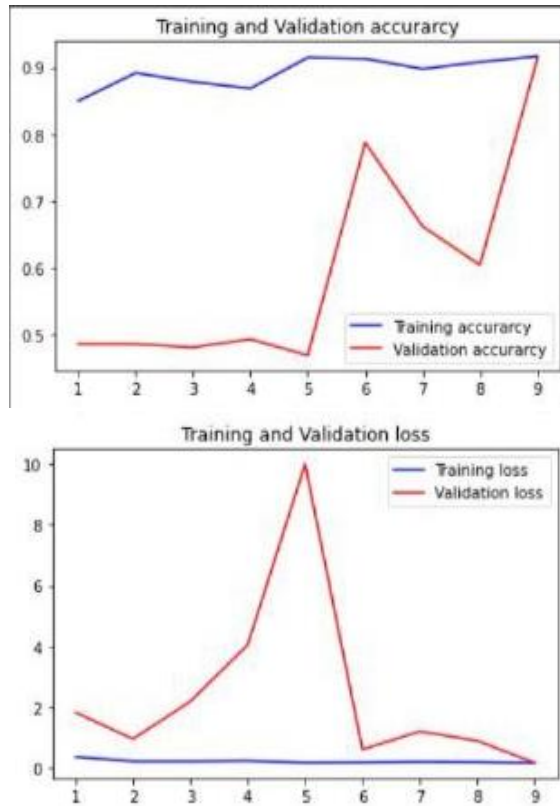 Training and Validation accurarcy
0.9
0.8
0.7
0.6
0.5
Training accurarcy
Validation accurarcy
1 2 3 4 5 6 7 8 9
Training and Validation loss
10
8
6
4
2
0
Training loss
Validation loss
1 2 3 4 5 6 7 8 9